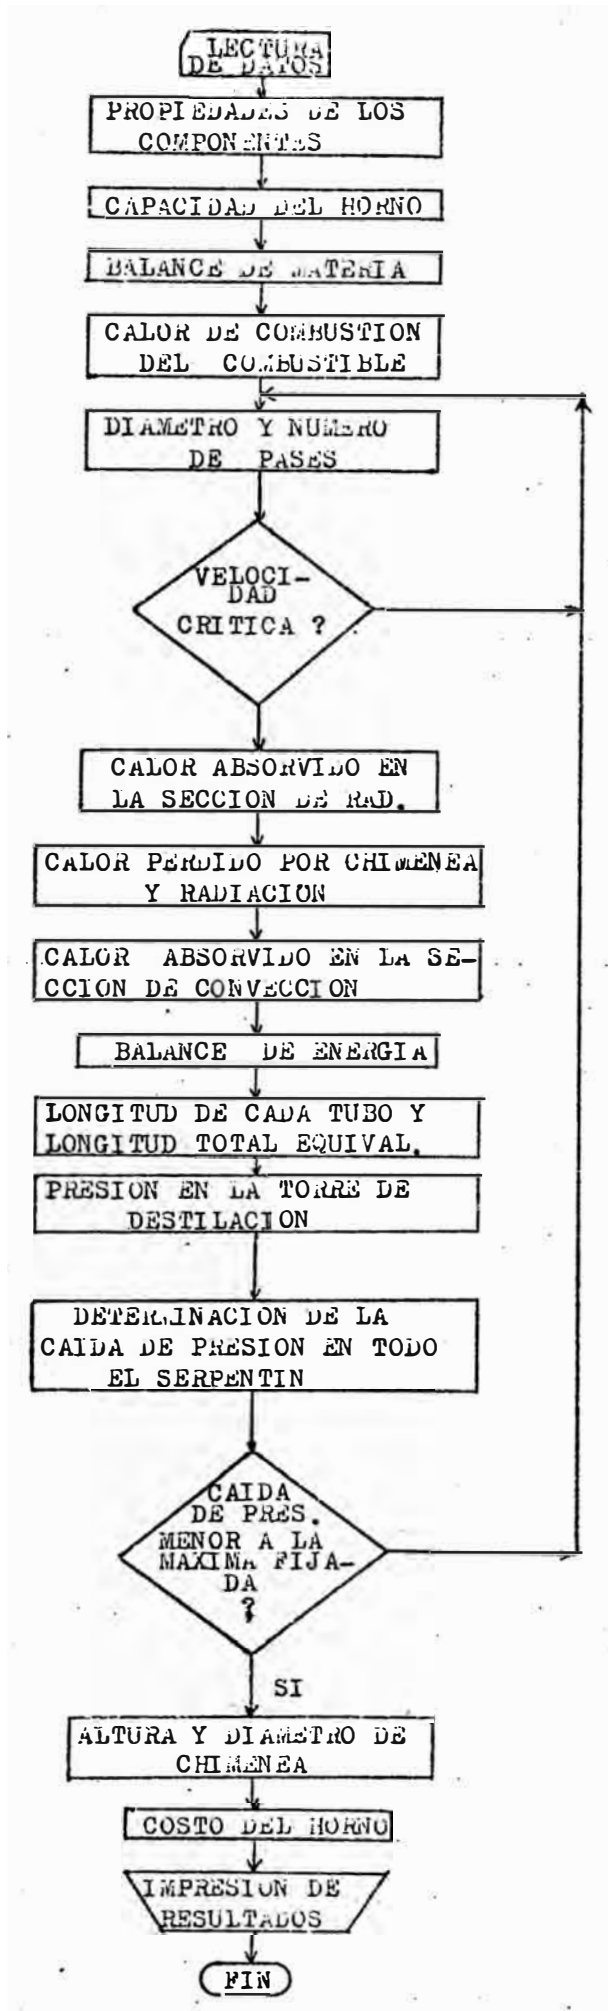 LECTURA
DE DATOS
PROPIEDADES DE LOS
COMPONENTES
CAPACIDAD DEL HORNO
BALANCE DE MATERIA
CALOR DE COMBUSTION
DEL COMBUSTIBLE
DIAMETRO Y NUMERO
DE PASES
VELOCI-
DAD
CRITICA ?
CALOR ABSORVIDO EN
LA SECCION DE RAD.
CALOR PERDIDO POR CHIMENEA
Y RADIACION
CALOR ABSORVIDO EN LA SE-
CCION DE CONVECCION
BALANCE DE ENERGIA
LONGITUD DE CADA TUBO Y
LONGITUD TOTAL EQUIVAL.
PRESION EN LA TORRE DE
DESTILACION
DETERMINACION DE LA
CAIDA DE PRESION EN TODO
EL SERPENTIN
CAIDA
DE PRES.
MENOR A LA
MAXIMA FIJA-
DA
?
SI
ALTURA Y DIAMETRO DE
CHIMENEA
COSTO DEL HORNO
IMPRESION DE
RESULTADOS
FIN